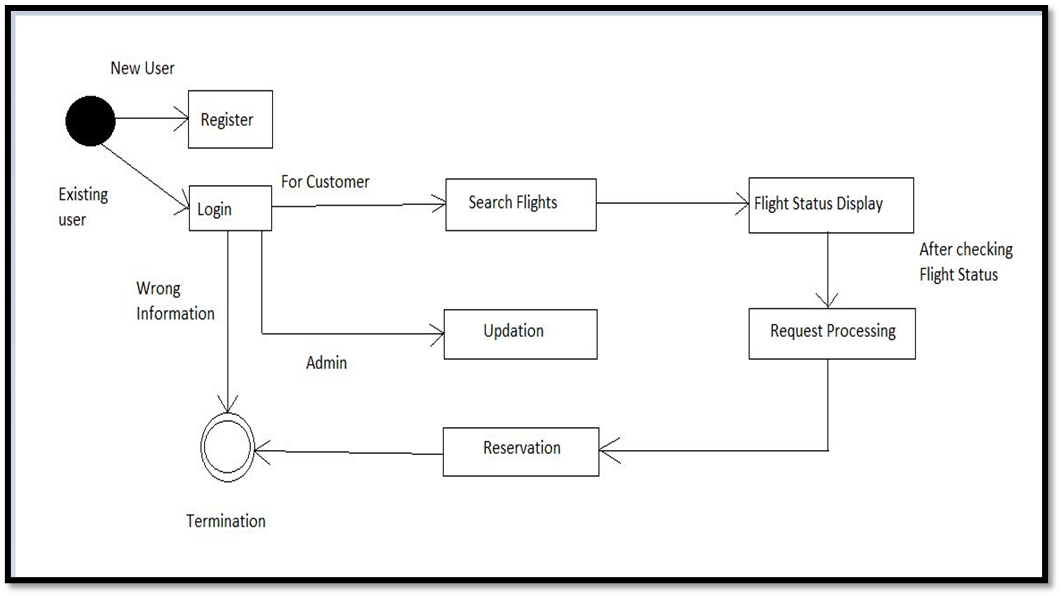 New User
Register
Existing
user
Login
For Customer
Search Flights
Flight Status Display
After checking
Flight Status
Wrong
Information
Admin
Updation
Request Processing
Reservation
Termination